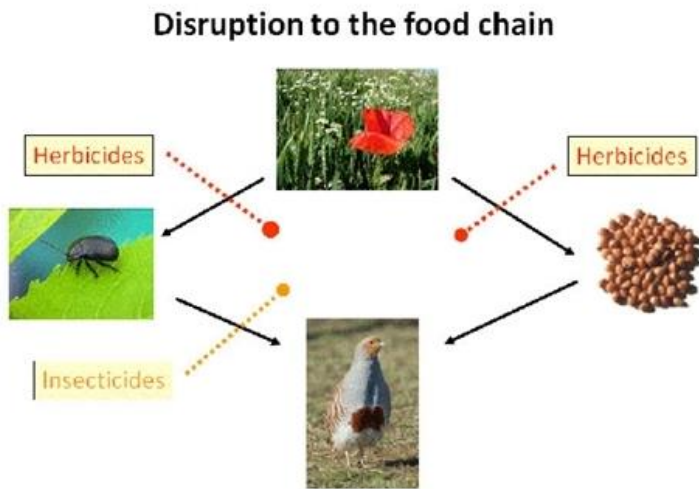 Disruption to the food chain
Herbicides
Herbicides
Insecticides